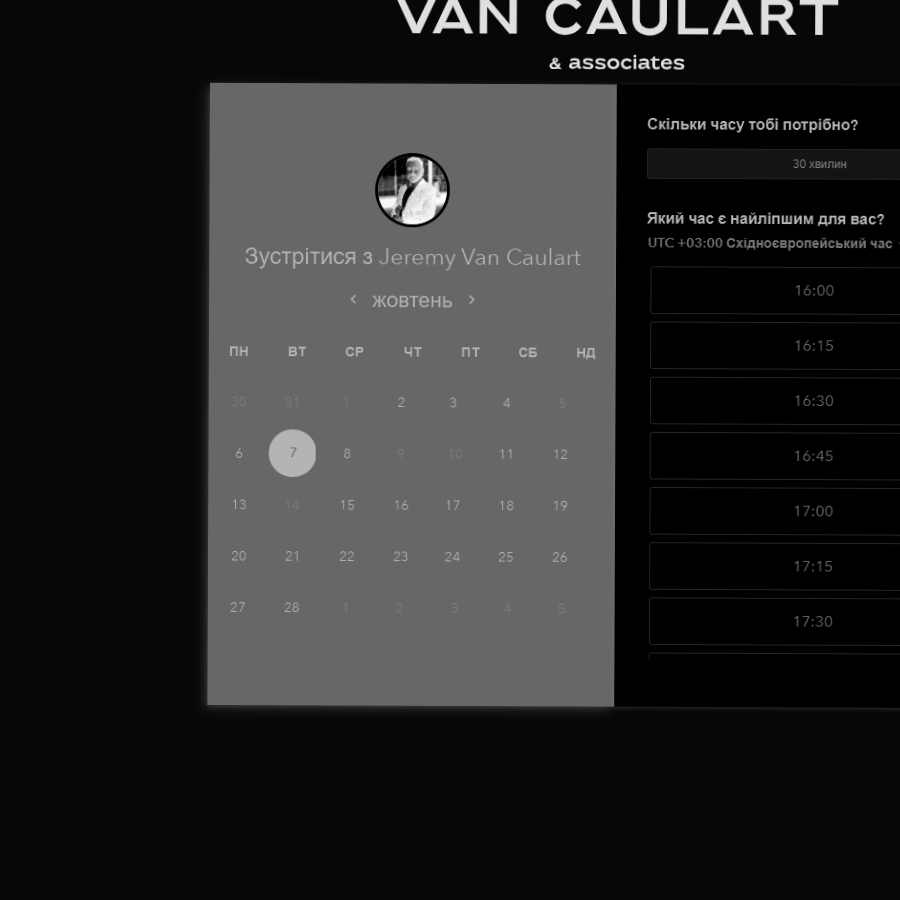 VAN CAULART
& associates
Зустрітися з Jeremy Van Caulart
жовтень
ПН ВТ СР ЧТ ПТ СБ НД
30 31 1 2 3 4 5
6 7 8 9 10 11 12
13 14 15 16 17 18 19
20 21 22 23 24 25 26
27 28 1 2 3 4 5
Скільки часу тобі потрібно?
30 хвилин
Який час є найліпшим для вас?
UTC +03:00 Східноєвропейський час
16:00
16:15
16:30
16:45
17:00
17:15
17:30